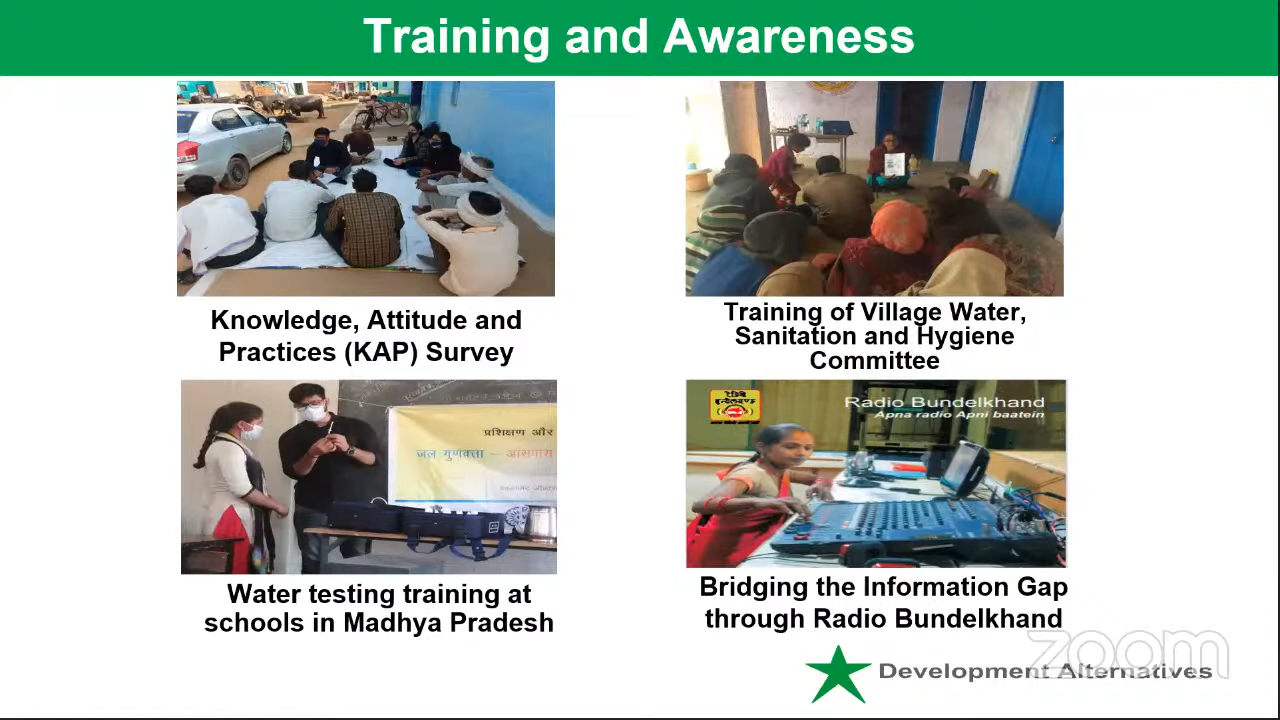 Training and Awareness
Knowledge, Attitude and
Practices (KAP) Survey
Training of Village Water,
Sanitation and Hygiene
Committee
प्रशिक्षण और
जल गुणवत्ता - आसपास
Radio Bundelkhand
Apna radio Apni baatein
Water testing training at
schools in Madhya Pradesh
Bridging the Information Gap
through Radio Bundelkhand
zoom
Development Alternatives